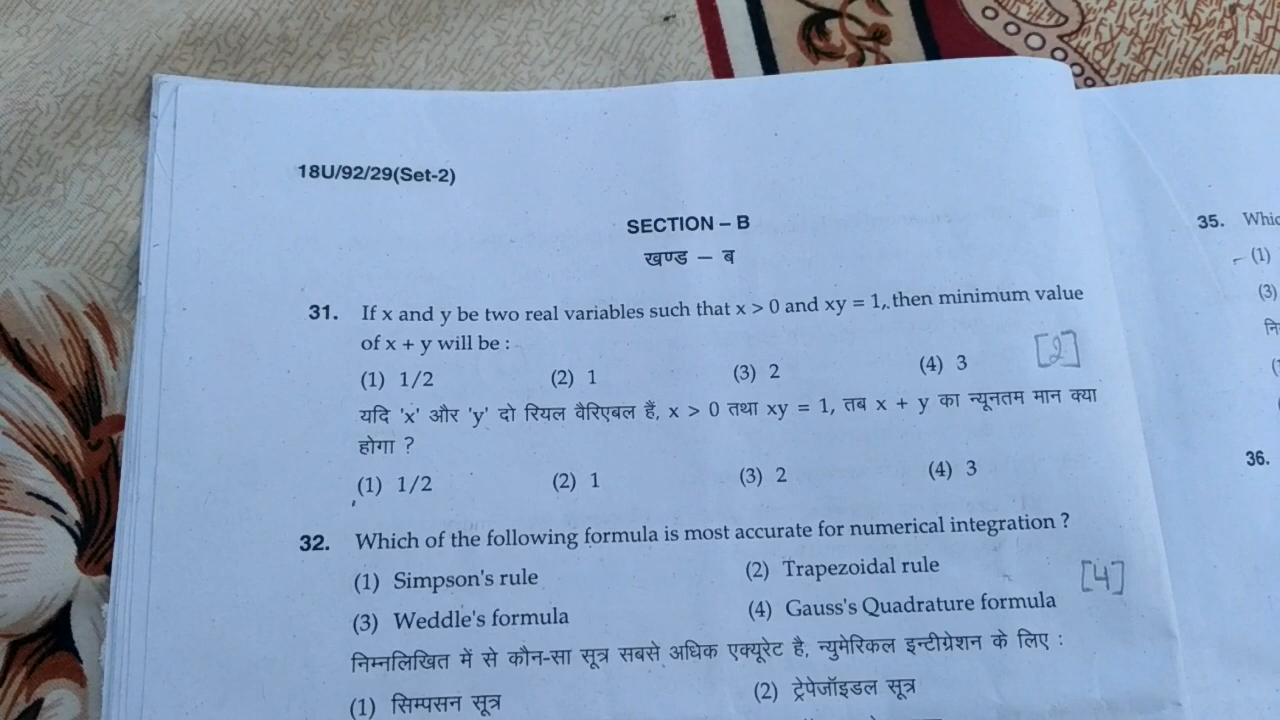 18U/92/29(Set-2)
SECTION – B
खण्ड – ब
31. If x and y be two real variables such that x > 0 and xy = 1, then minimum value
of x + y will be :
(1) 1/2 (2) 1 (3) 2 (4) 3 [2]
यदि 'x' और 'y' दो रियल वैरिएबल हैं, x > 0 तथा xy = 1, तब x + y का न्यूनतम मान क्या
होगा ?
(1) 1/2 (2) 1 (3) 2 (4) 3
32. Which of the following formula is most accurate for numerical integration ?
(1) Simpson's rule (2) Trapezoidal rule [4]
(3) Weddle's formula (4) Gauss's Quadrature formula
निम्नलिखित में से कौन-सा सूत्र सबसे अधिक एक्यूरेट है, न्युमेरिकल इन्टीग्रेशन के लिए :
(1) सिम्पसन सूत्र (2) ट्रेपेजॉइडल सूत्र
35. Whic
(1)
(3)
नि
36.